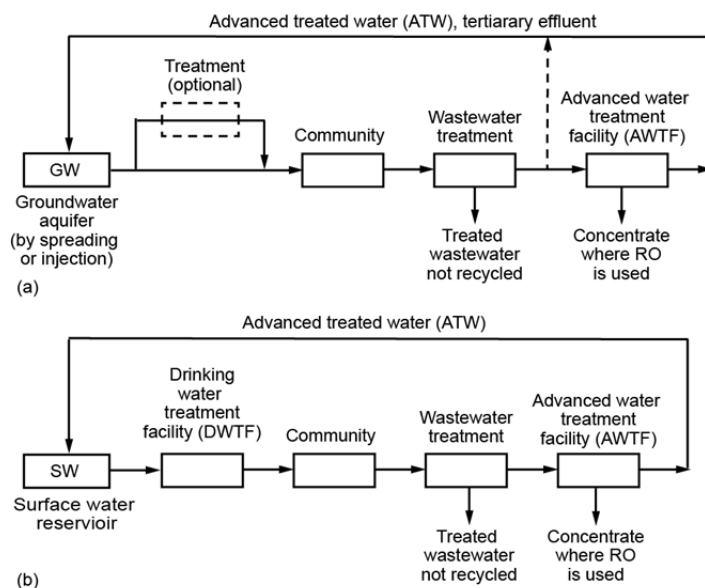 Advanced treated water (ATW), tertiarary effluent
Treatment
(optional)
Community
Wastewater
treatment
Advanced water
treatment
facility (AWTF)
GW
Groundwater
aquifer
(by spreading
or injection)
Treated
wastewater
not recycled
Concentrate
where RO
is used
(a)
Advanced treated water (ATW)
Drinking
water
treatment
facility (DWTF)
Community
Wastewater
treatment
Advanced water
treatment
facility (AWTF)
SW
Surface water
reservioir
Treated
wastewater
not recycled
Concentrate
where RO
is used
(b)